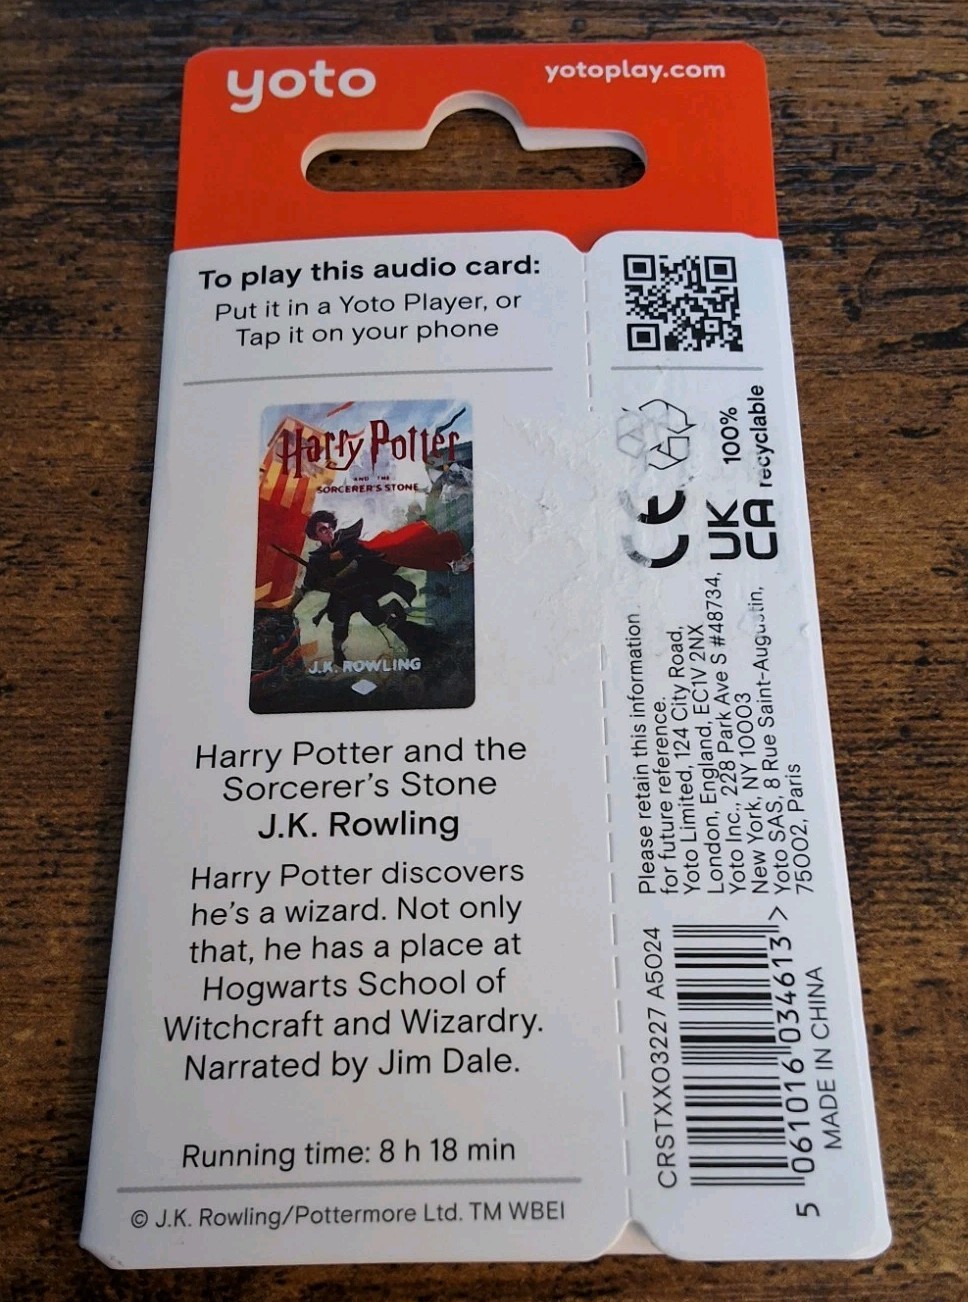 yoto
yotoplay.com
To play this audio card:
Put it in a Yoto Player, or
Tap it on your phone
Harry Potter
AND THE
SORCERER'S STONE
J.K. ROWLING
Harry Potter and the
Sorcerer's Stone
J.K. Rowling
Harry Potter discovers
he's a wizard. Not only
that, he has a place at
Hogwarts School of
Witchcraft and Wizardry.
Narrated by Jim Dale.
Running time: 8 h 18 min
© J.K. Rowling/Pottermore Ltd. TM WBEI
100%
recyclable
CE
UK
CA
Please retain this information
for future reference.
Yoto Limited, 124 City Road,
London, England, EC1V 2NX
Yoto Inc., 228 Park Ave S #48734,
New York, NY 10003
Yoto SAS, 8 Rue Saint-Augustin,
75002, Paris
CRSTXX03227 A5024
5 061016 034613 >
MADE IN CHINA